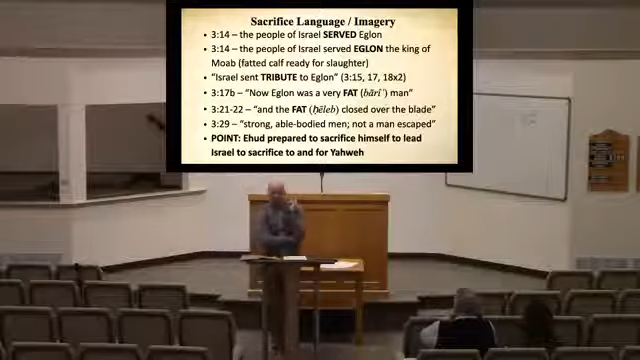 Sacrifice Language / Imagery
• 3:14 – the people of Israel SERVED Eglon
• 3:14 – the people of Israel served EGLON the king of
Moab (fatted calf ready for slaughter)
• "Israel sent TRIBUTE to Eglon" (3:15, 17, 18x2)
• 3:17b – "Now Eglon was a very FAT (bārîʾ) man"
• 3:21-22 – "and the FAT (ḥēleb) closed over the blade"
• 3:29 – "strong, able-bodied men; not a man escaped"
• POINT: Ehud prepared to sacrifice himself to lead
Israel to sacrifice to and for Yahweh